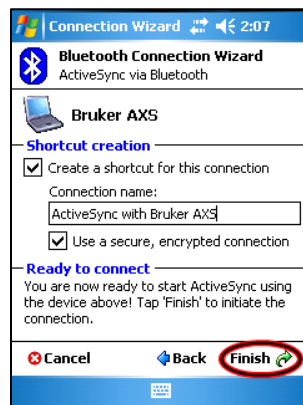 Connection Wizard 2:07
Bluetooth Connection Wizard
ActiveSync via Bluetooth
Bruker AXS
Shortcut creation
Create a shortcut for this connection
Connection name:
ActiveSync with Bruker AXS
Use a secure, encrypted connection
Ready to connect
You are now ready to start ActiveSync using
the device above! Tap 'Finish' to initiate the
connection.
Cancel Back Finish